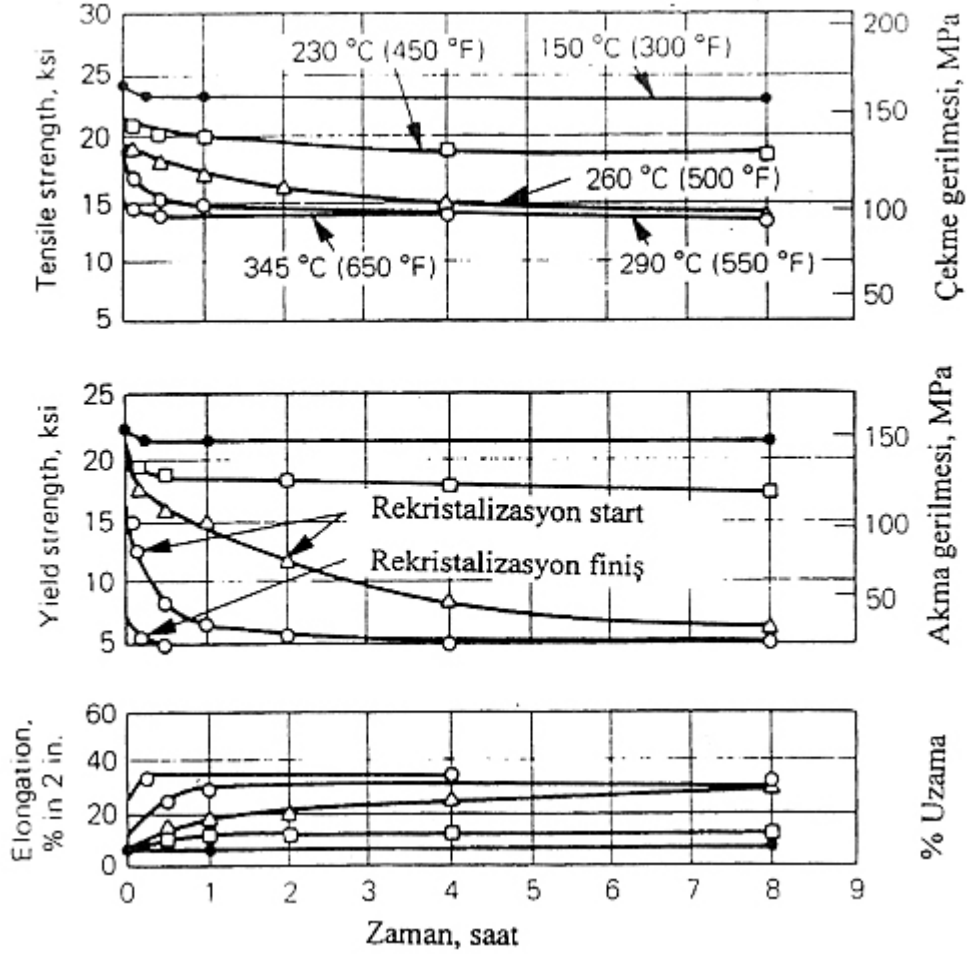 Tensile strength, ksi
30
25
20
15
10
5
230 °C (450 °F)
150 °C (300 °F)
260 °C (500 °F)
345 °C (650 °F)
290 °C (550 °F)
200
150
100
50
Çekme gerilmesi, MPa
Yield strength, ksi
25
20
15
10
5
Rekristalizasyon start
Rekristalizasyon finiş
150
100
50
Akma gerilmesi, MPa
Elongation,
% in 2 in.
60
40
20
0
% Uzama
0 1 2 3 4 5 6 7 8 9
Zaman, saat